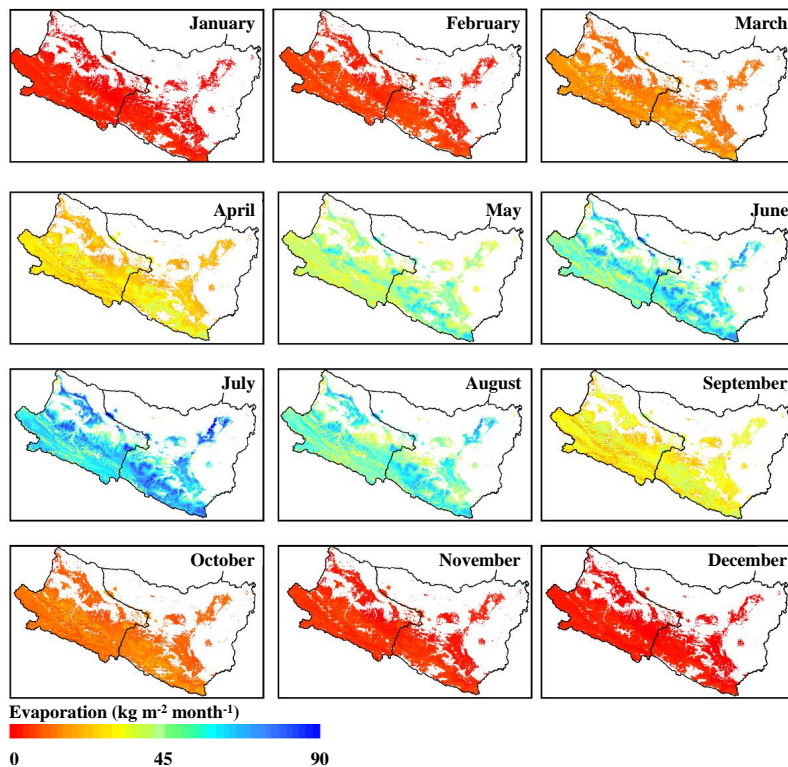 January
February
March
April
May
June
July
August
September
October
November
December
Evaporation (kg m⁻² month⁻¹)
0 45 90